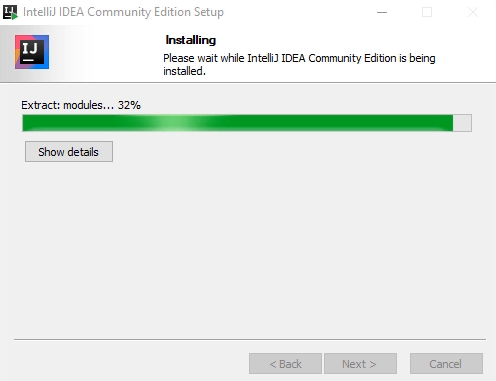 IntelliJ IDEA Community Edition Setup
IJ
Installing
Please wait while IntelliJ IDEA Community Edition is being
installed.
Extract: modules... 32%
Show details
< Back
Next >
Cancel